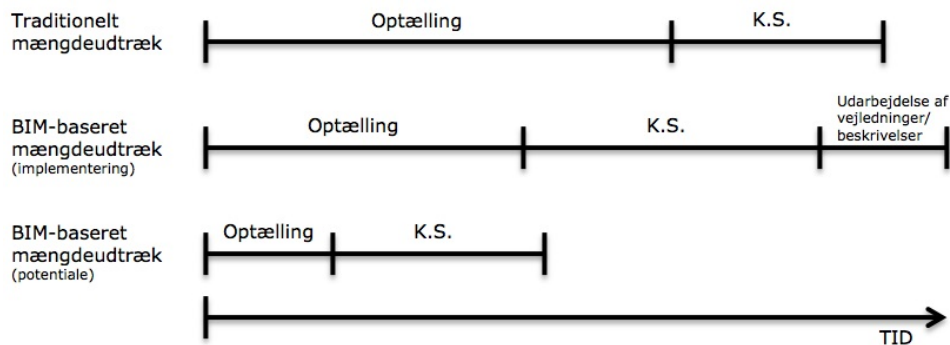 Traditionelt
mængdeudtræk
Optælling
K.S.
BIM-baseret
mængdeudtræk
(implementering)
Optælling
K.S.
Udarbejdelse af
vejledninger/
beskrivelser
BIM-baseret
mængdeudtræk
(potentiale)
Optælling
K.S.
TID